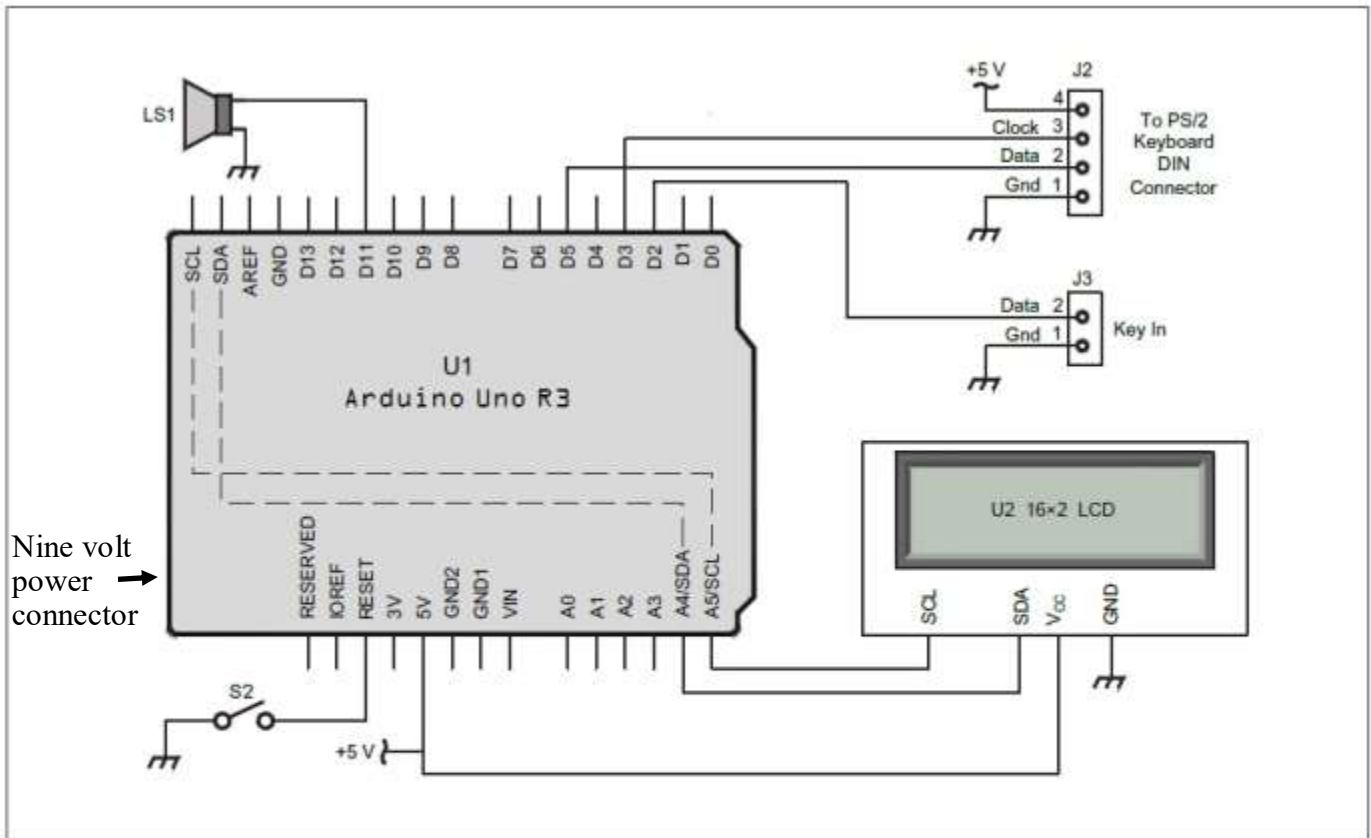 +5 V
J2
LS1
4
Clock 3
Data 2
Gnd 1
To PS/2
Keyboard
DIN
Connector
SCL
SDA
AREF
GND
D13
D12
D11
D10
D9
D8
D7
D6
D5
D4
D3
D2
D1
D0
J3
Data 2
Gnd 1
Key In
U1
Arduino Uno R3
U2 16×2 LCD
Nine volt
power
connector
RESERVED
IOREF
RESET
3V
5V
GND2
GND1
VIN
A0
A1
A2
A3
A4/SDA
A5/SCL
SCL
SDA
VCC
GND
S2
+5 V